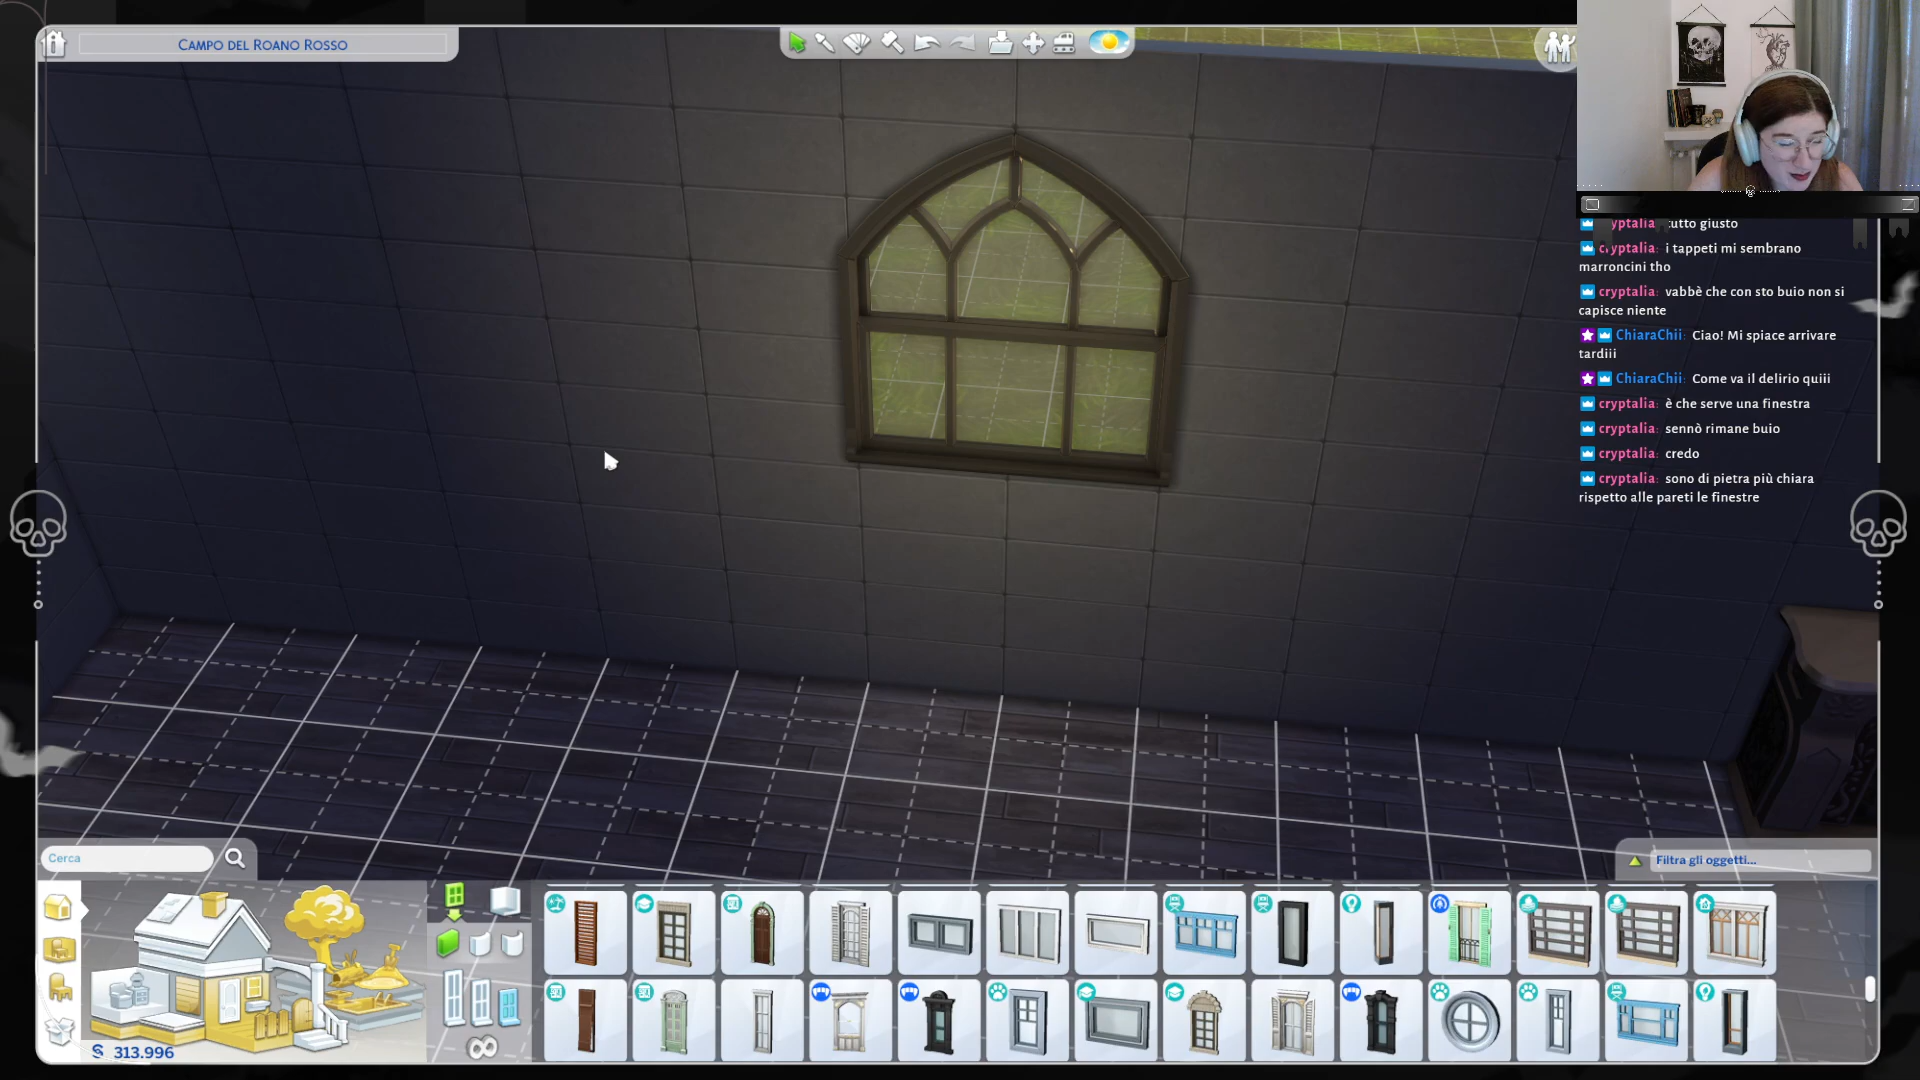 CAMPO DEL ROANO ROSSO
yptalia: tutto giusto
cryptalia: i tappeti mi sembrano
marroncini tho
cryptalia: vabbè che con sto buio non si
capisce niente
ChiaraChii: Ciao! Mi spiace arrivare
tardiii
ChiaraChii: Come va il delirio quiii
cryptalia: è che serve una finestra
cryptalia: sennò rimane buio
cryptalia: credo
cryptalia: sono di pietra più chiara
rispetto alle pareti le finestre
Cerca
Filtra gli oggetti...
§ 313.996